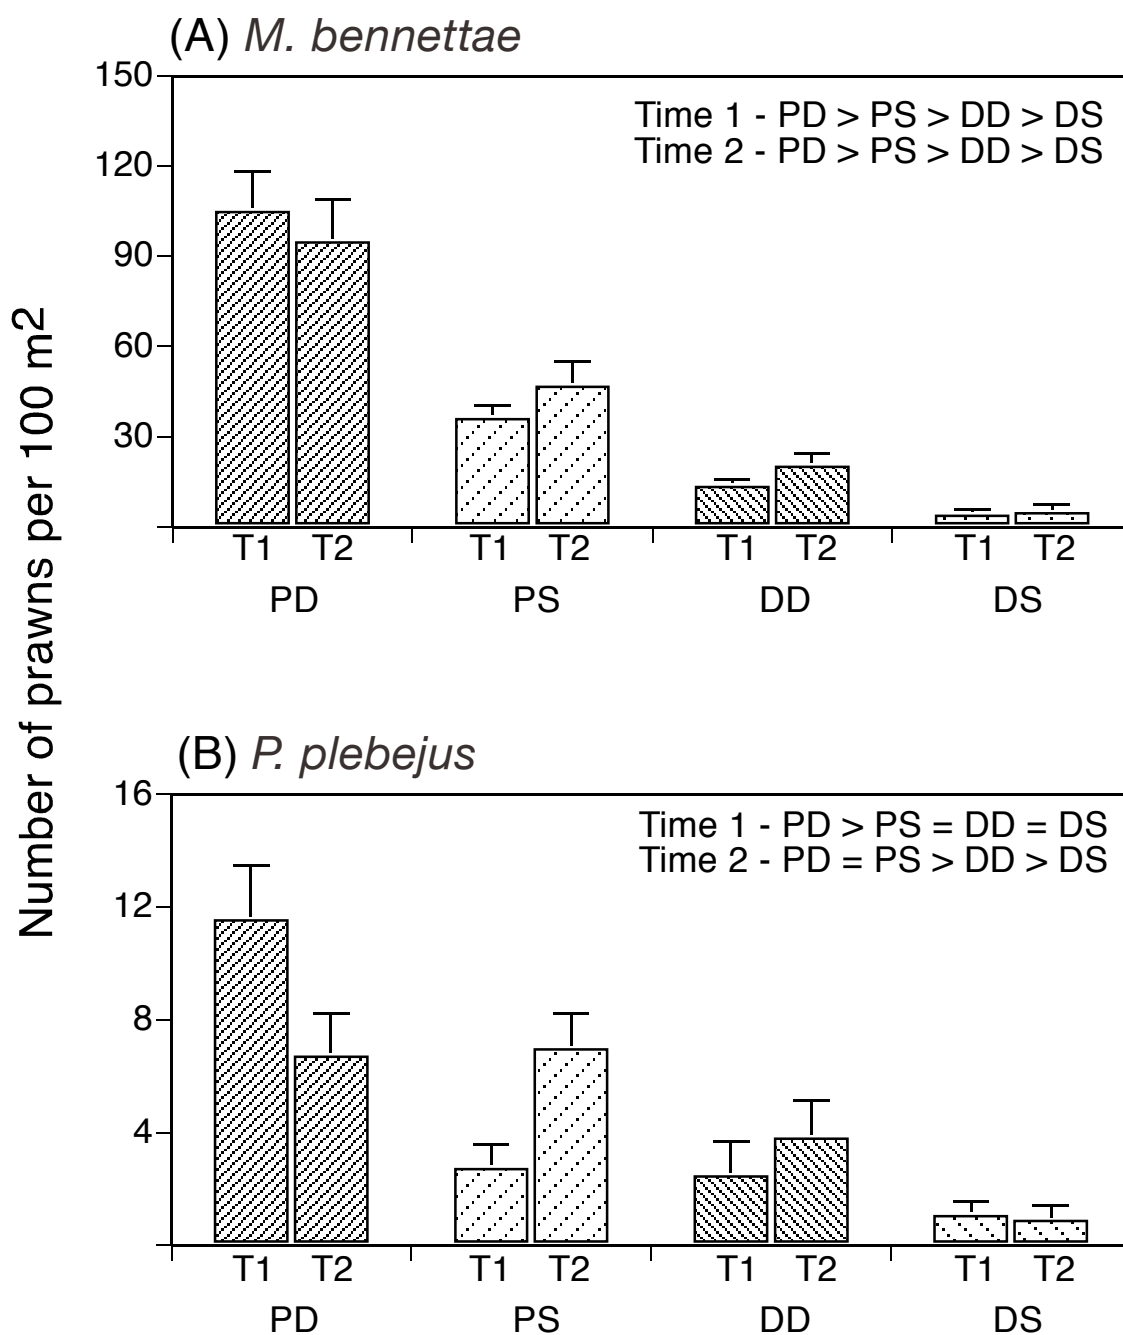 (A) M. bennettae
150
Time 1 - PD > PS > DD > DS
Time 2 - PD > PS > DD > DS
120
90
60
30
T1 T2 T1 T2 T1 T2 T1 T2
PD PS DD DS
Number of prawns per 100 m2
(B) P. plebejus
16
Time 1 - PD > PS = DD = DS
Time 2 - PD = PS > DD > DS
12
8
4
T1 T2 T1 T2 T1 T2 T1 T2
PD PS DD DS